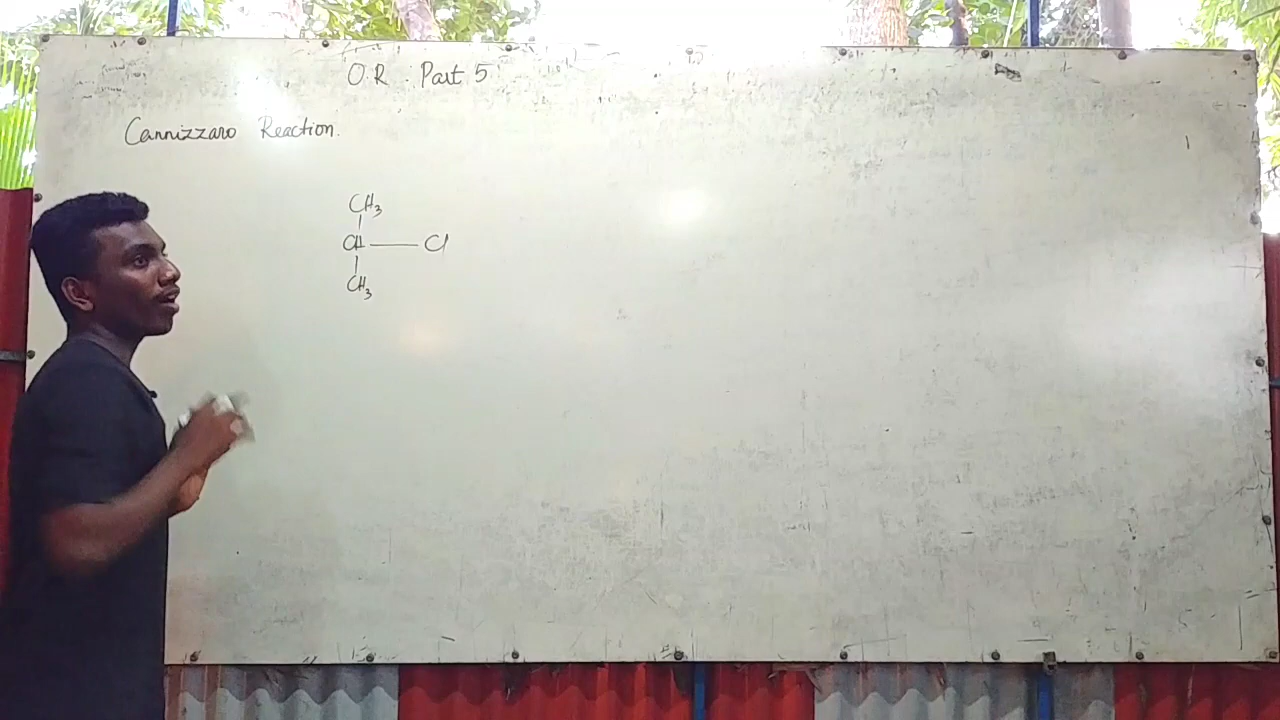 O.R. Part 5
Cannizzaro Reaction.
CH3
CH — Cl
CH3